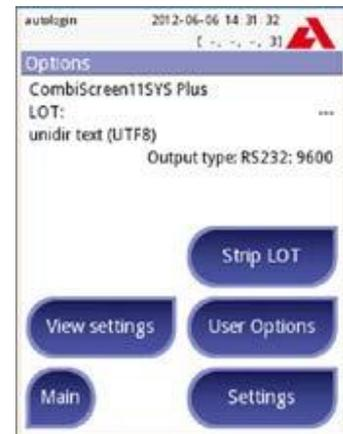 autologin 2012-06-06 14 31 32
[ -, -, -, 3]
Options
CombiScreen11SYS Plus
LOT: ---
unidir text (UTF8)
Output type: RS232: 9600
Strip LOT
View settings User Options
Main Settings